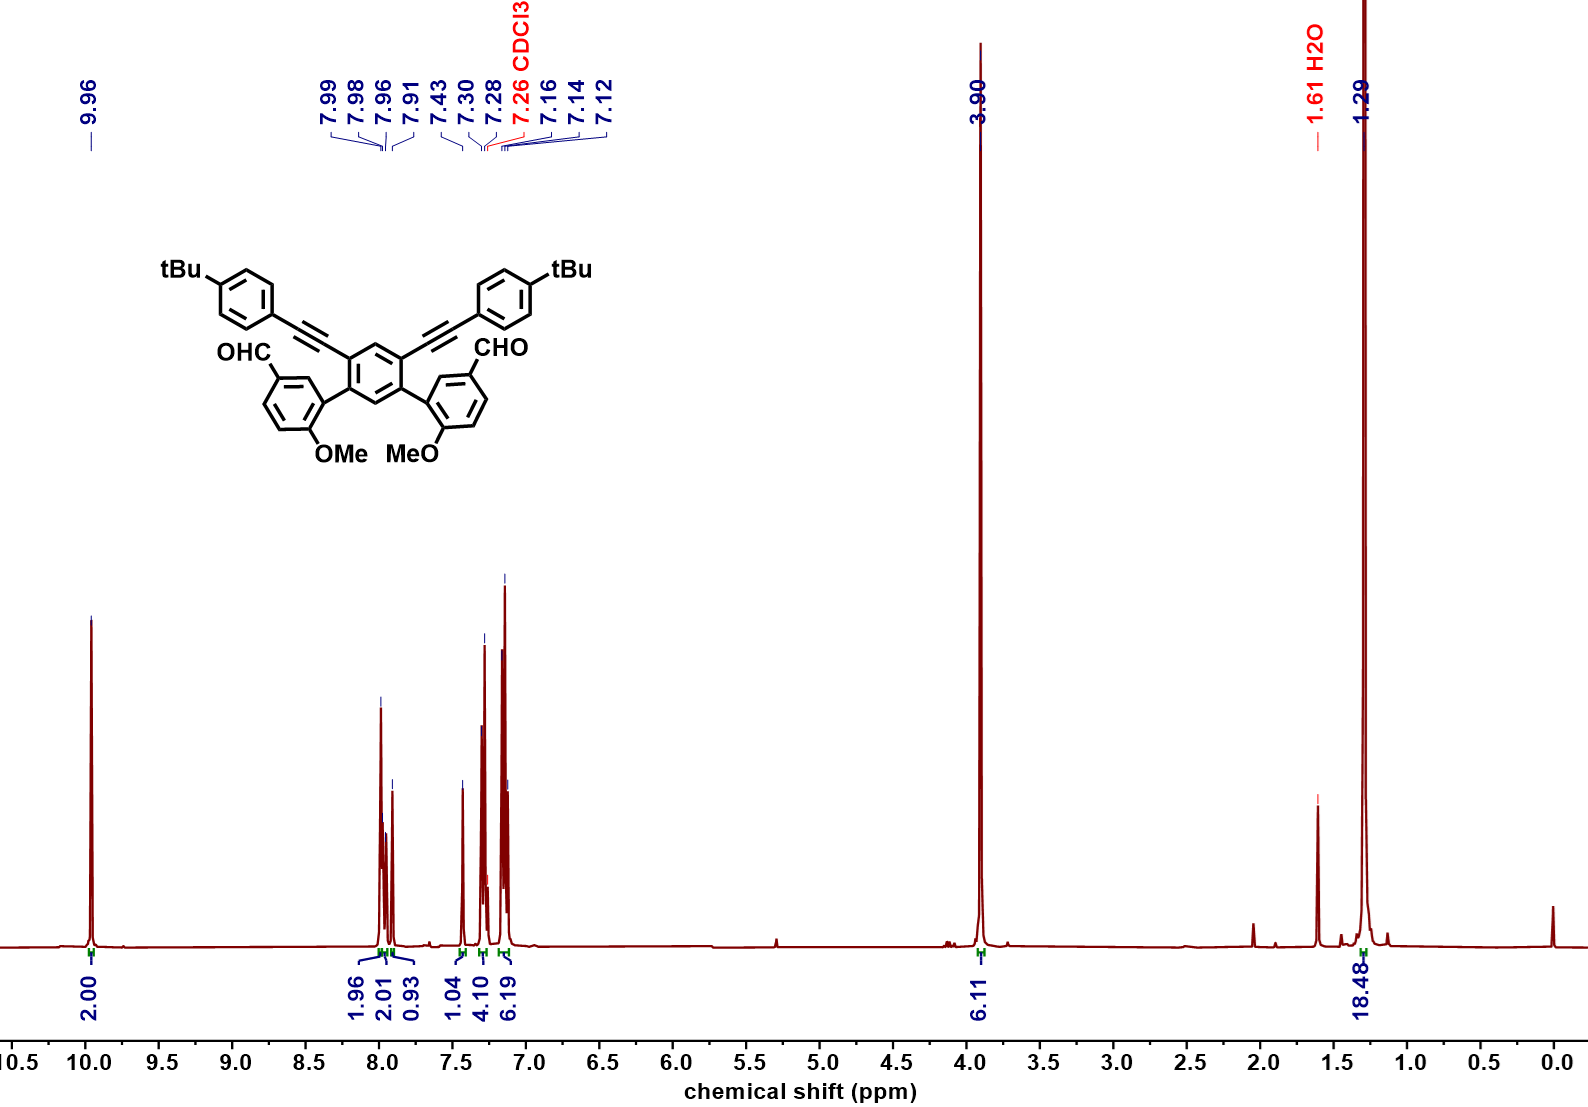 9.96
7.99
7.98
7.96
7.91
7.43
7.30
7.28
7.26 CDCl3
7.16
7.14
7.12
3.90
1.61 H2O
1.29
tBu
tBu
OHC
CHO
OMe
MeO
2.00
1.96
2.01
0.93
1.04
4.10
6.19
6.11
18.48
10.5 10.0 9.5 9.0 8.5 8.0 7.5 7.0 6.5 6.0 5.5 5.0 4.5 4.0 3.5 3.0 2.5 2.0 1.5 1.0 0.5 0.0
chemical shift (ppm)